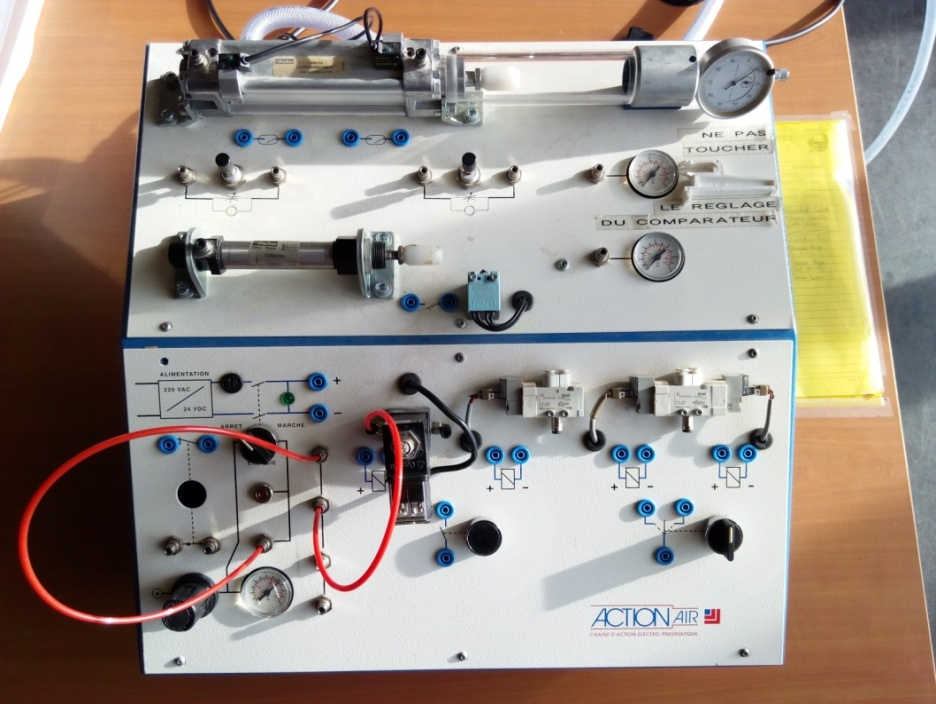 NE PAS
TOUCHER
LE REGLAGE
DU COMPARATEUR
ALIMENTATION
220 VAC
24 VDC
+
-
ARRET
MARCHE
+
+
-
+
-
+
-
ACTION AIR
CHAINE D'ACTION ELECTRO-PNEUMATIQUE